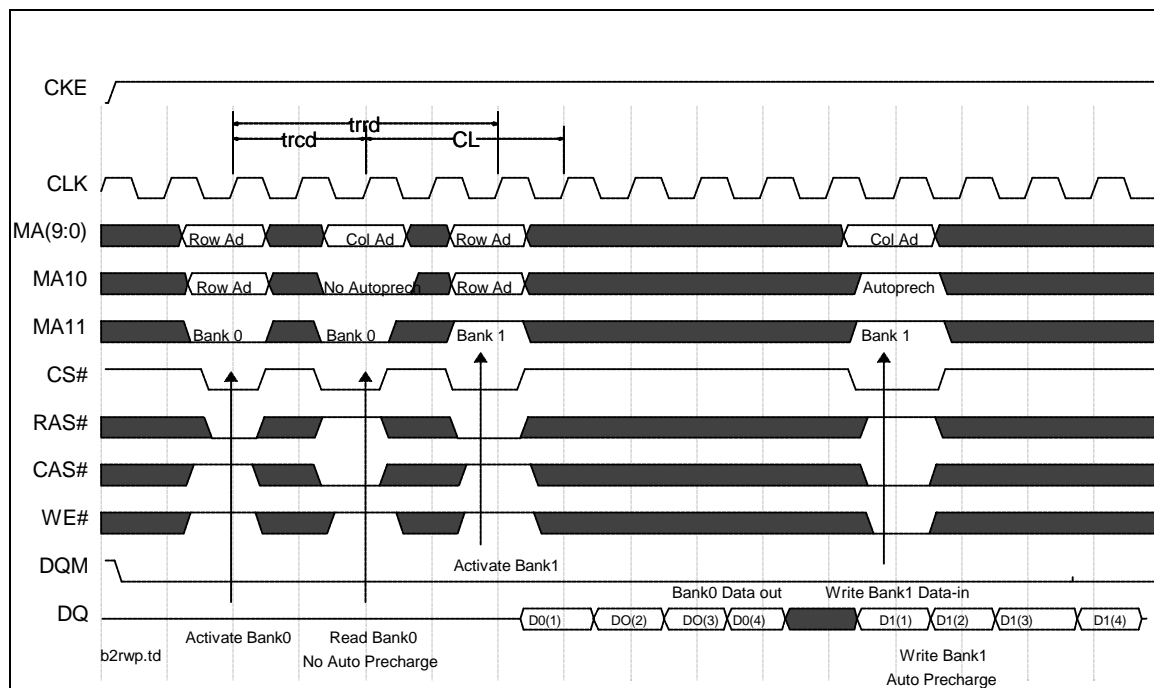 CKE
trrd
trcd CL
CLK
MA(9:0) Row Ad Col Ad Row Ad Col Ad
MA10 Row Ad No Autoprech Row Ad Autoprech
MA11 Bank 0 Bank 0 Bank 1 Bank 1
CS#
RAS#
CAS#
WE#
DQM Activate Bank1
Bank0 Data out Write Bank1 Data-in
DQ D0(1) DO(2) DO(3) D0(4) D1(1) D1(2) D1(3) D1(4)
Activate Bank0 Read Bank0
b2rwp.td No Auto Precharge Write Bank1
Auto Precharge